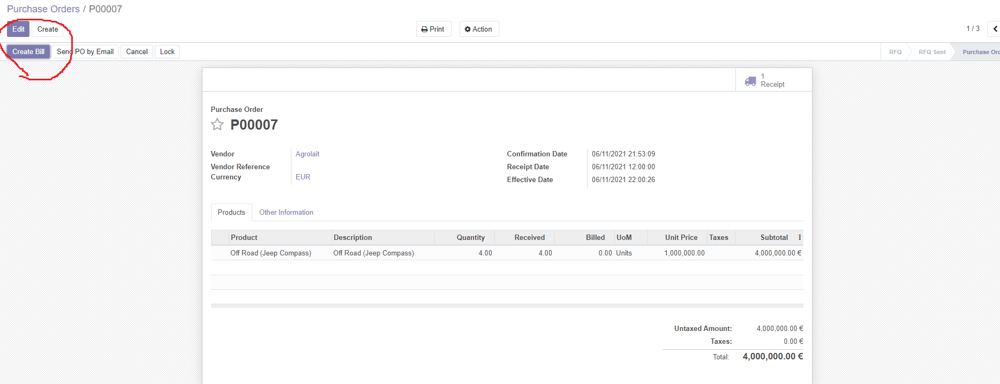 Purchase Orders / P00007
Edit Create Print Action 1 / 3
Create Bill Send PO by Email Cancel Lock RFQ RFQ Sent Purchase Ord
1
Receipt
Purchase Order
P00007
Vendor Agrolait Confirmation Date 06/11/2021 21:53:09
Vendor Reference Receipt Date 06/11/2021 12:00:00
Currency EUR Effective Date 06/11/2021 22:00:26
Products Other Information
Product Description Quantity Received Billed UoM Unit Price Taxes Subtotal
Off Road (Jeep Compass) Off Road (Jeep Compass) 4.00 4.00 0.00 Units 1,000,000.00 4,000,000.00 €
Untaxed Amount: 4,000,000.00 €
Taxes: 0.00 €
Total: 4,000,000.00 €